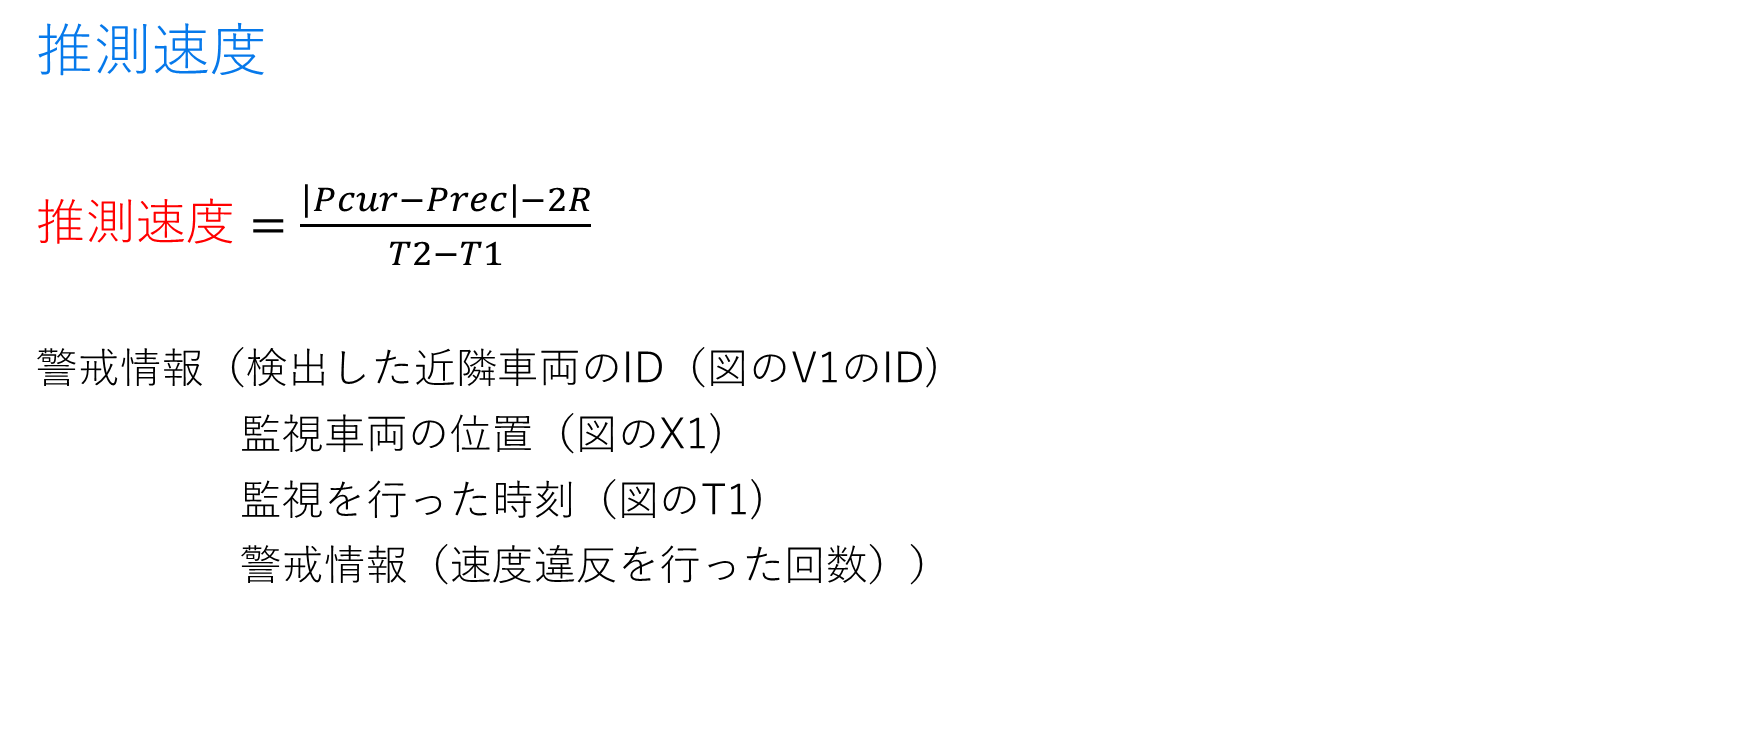 推測速度
推測速度 = |Pcur−Prec|−2R / T2−T1
警戒情報（検出した近隣車両のID（図のV1のID）
監視車両の位置（図のX1）
監視を行った時刻（図のT1）
警戒情報（速度違反を行った回数））